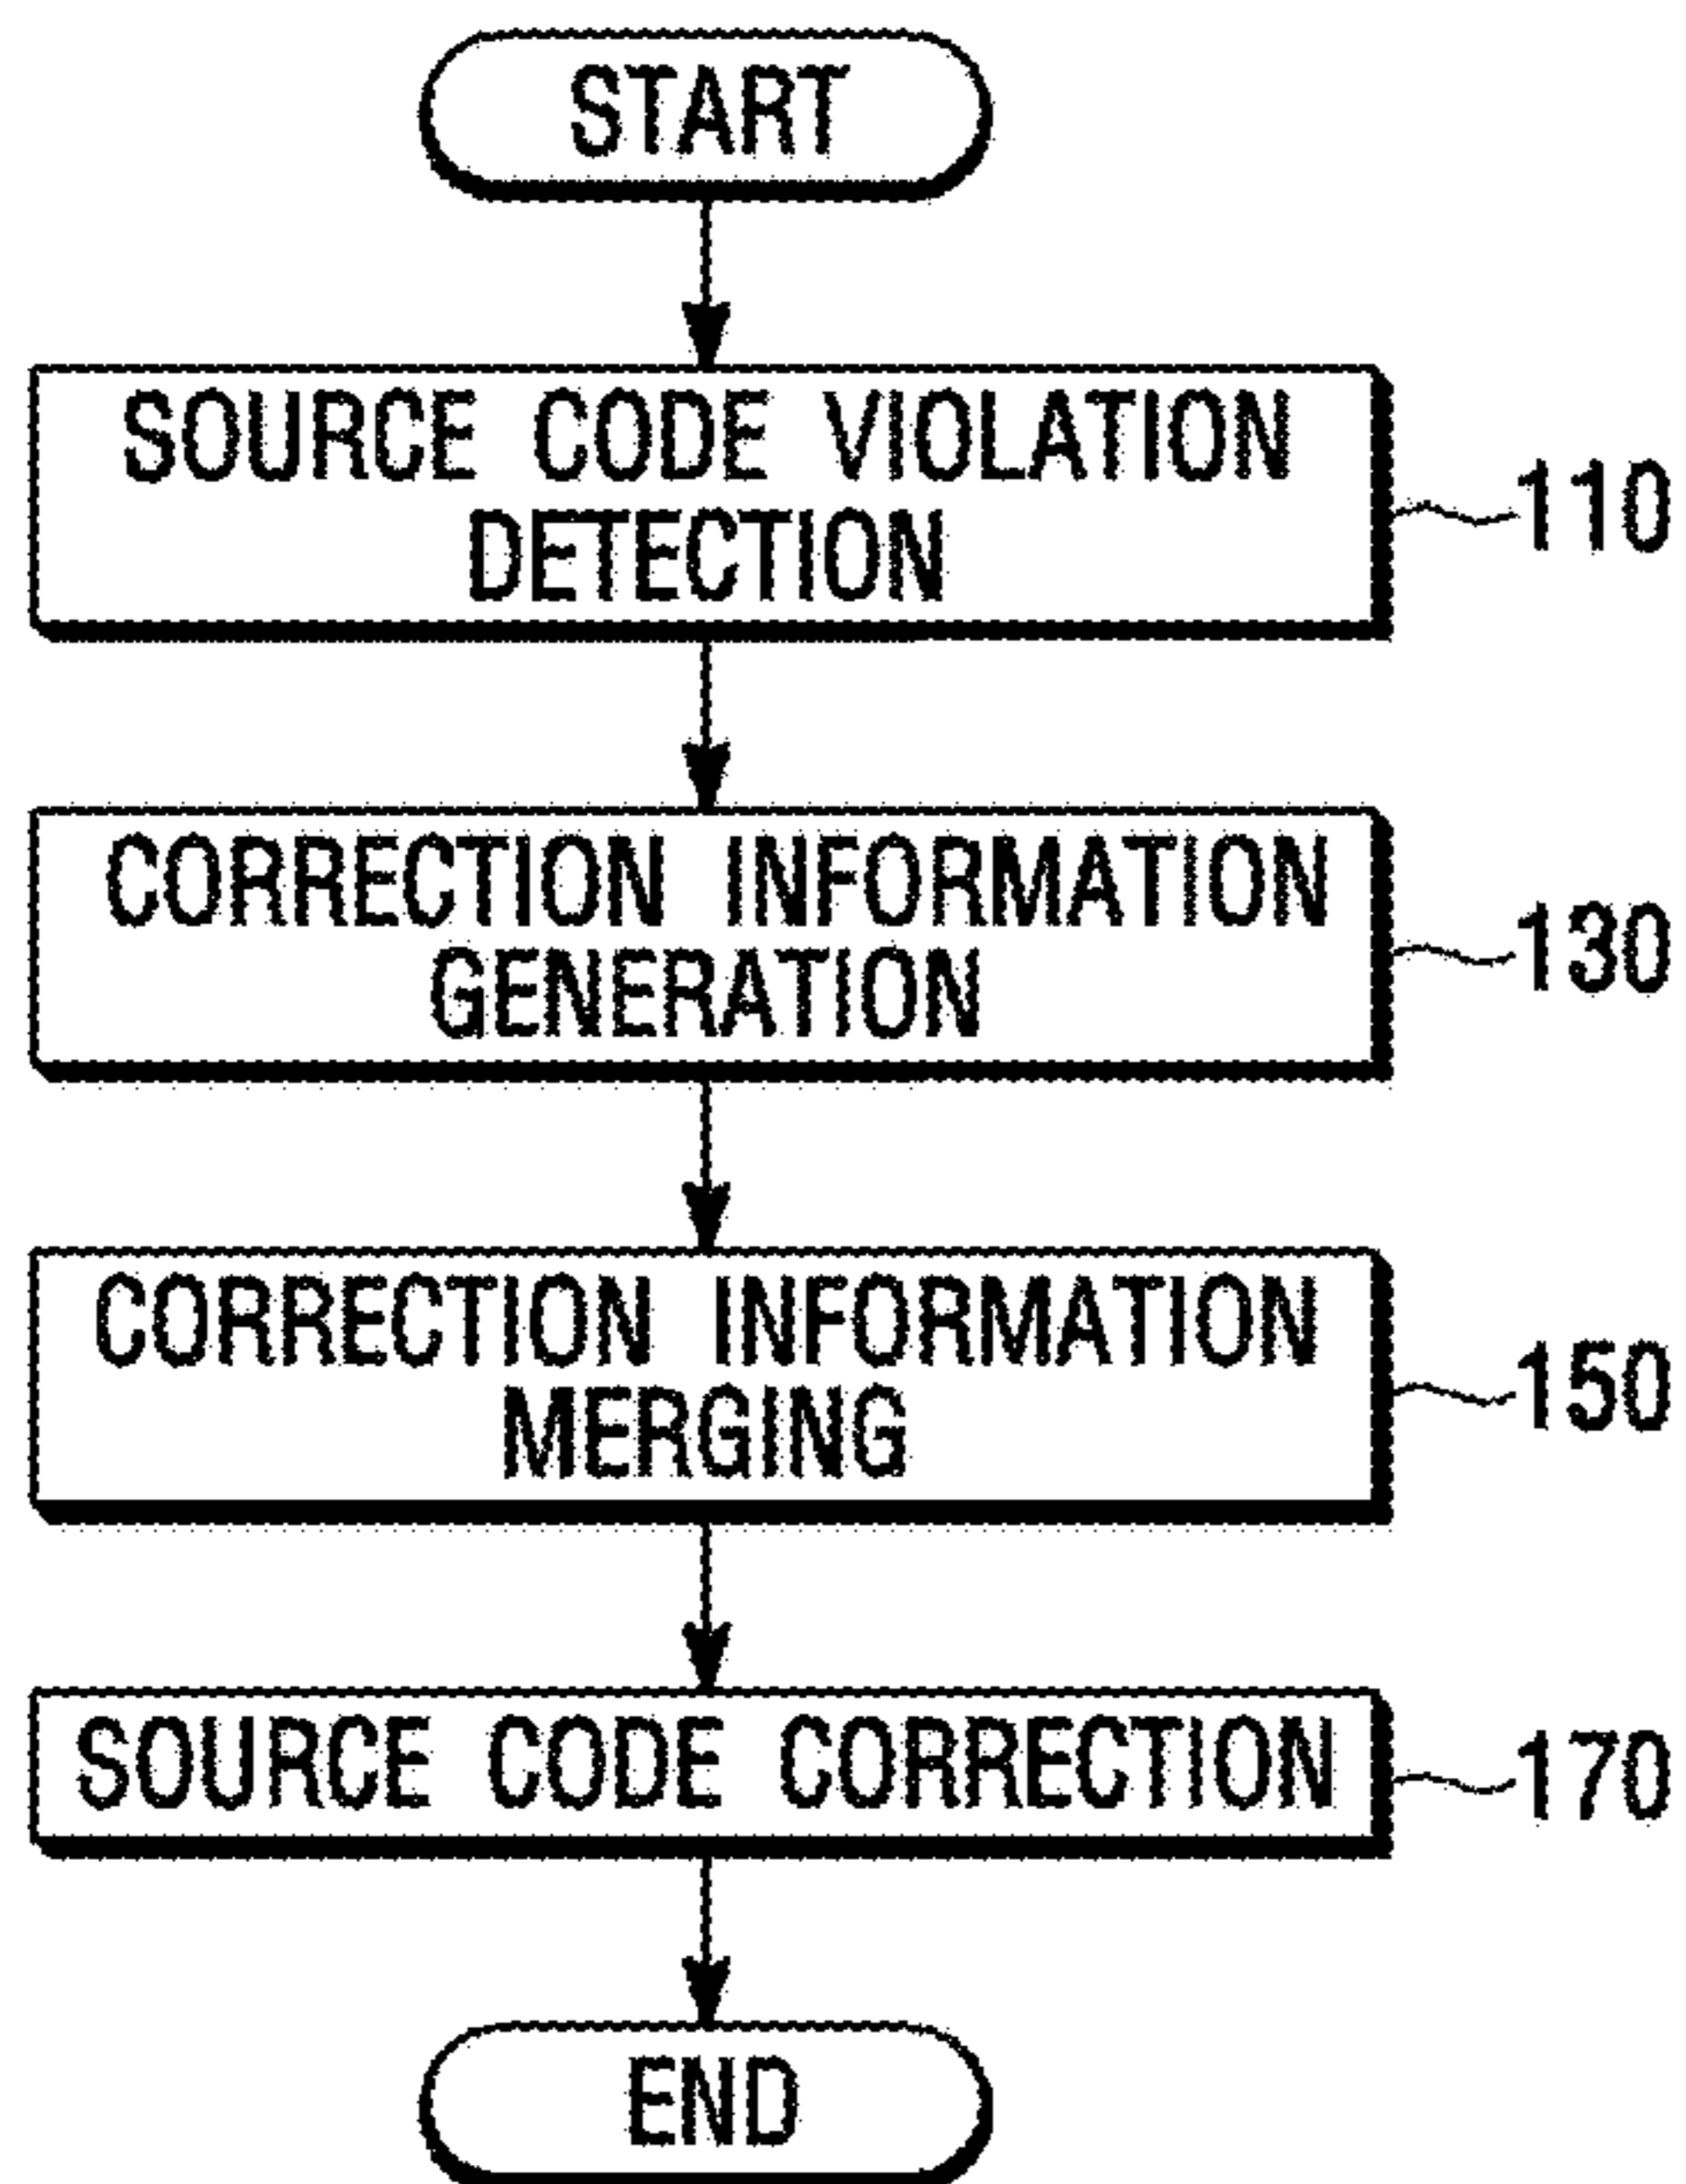 START
SOURCE CODE VIOLATION
DETECTION
110
CORRECTION INFORMATION
GENERATION
130
CORRECTION INFORMATION
MERGING
150
SOURCE CODE CORRECTION
170
END